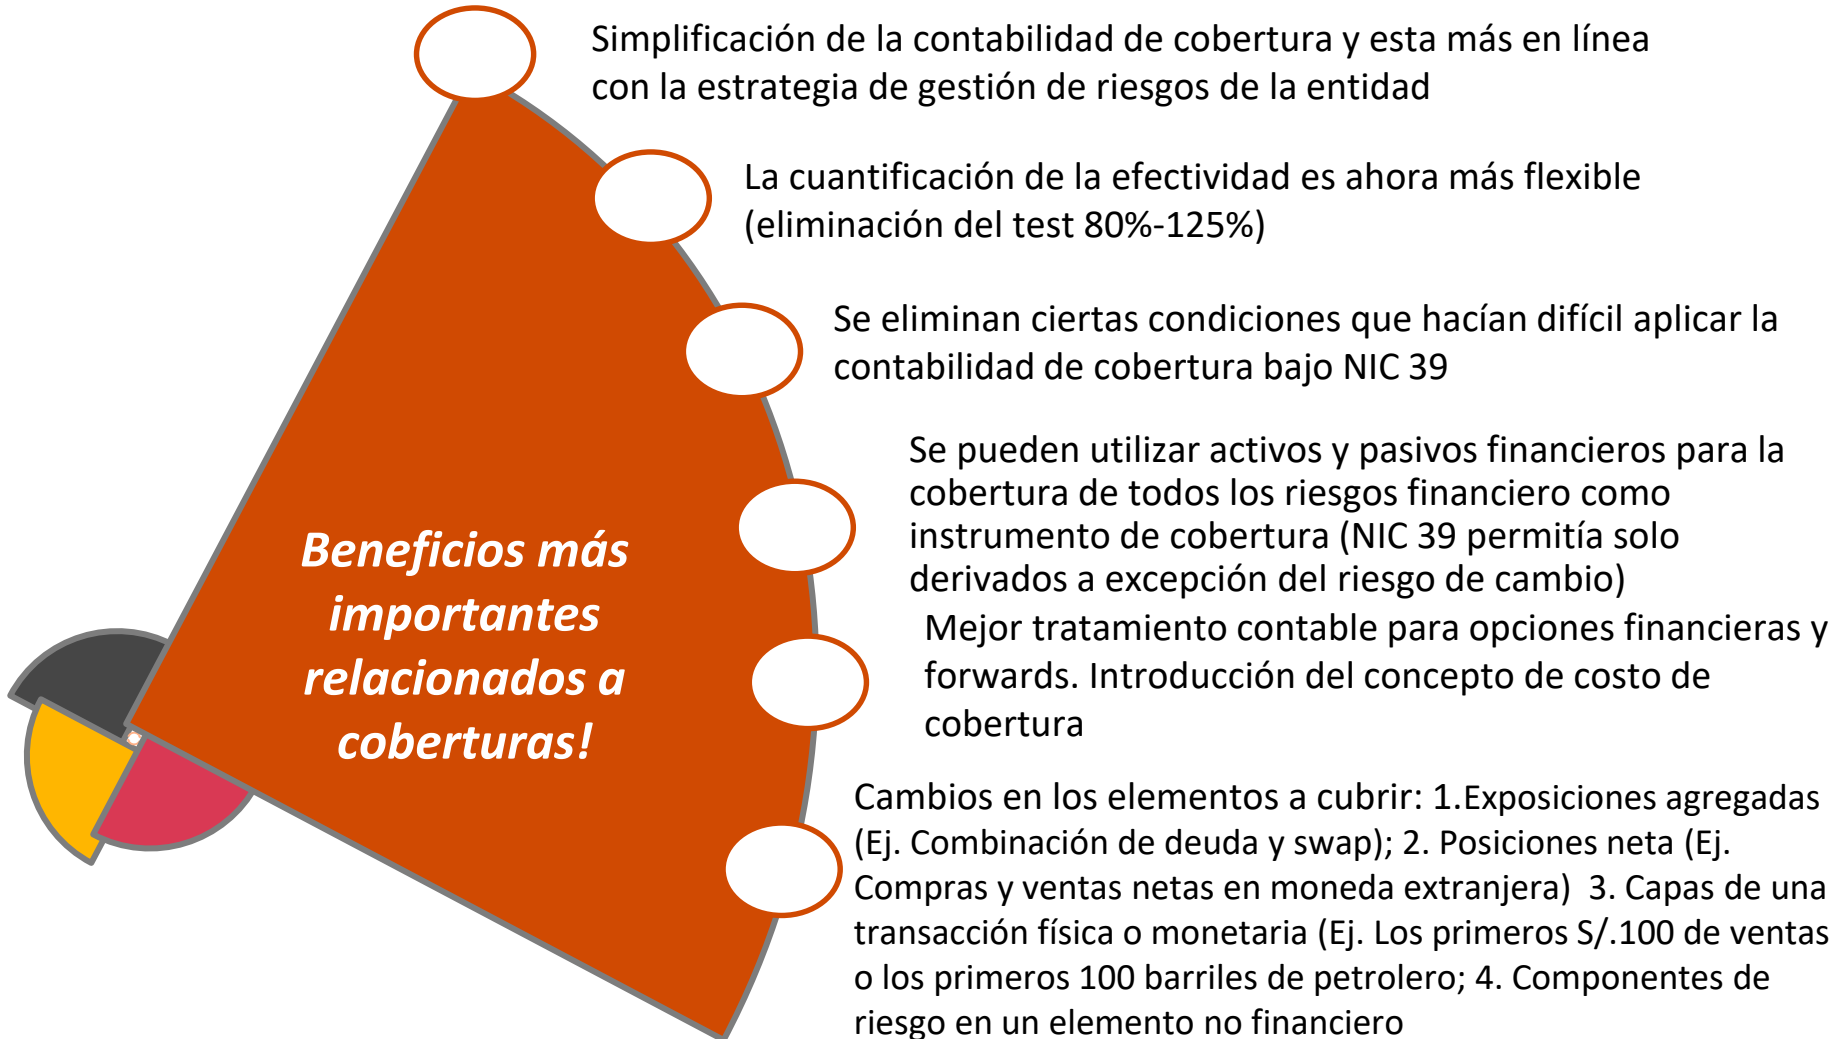 Simplificación de la contabilidad de cobertura y esta más en línea
con la estrategia de gestión de riesgos de la entidad
La cuantificación de la efectividad es ahora más flexible
(eliminación del test 80%-125%)
Se eliminan ciertas condiciones que hacían difícil aplicar la
contabilidad de cobertura bajo NIC 39
Se pueden utilizar activos y pasivos financieros para la
cobertura de todos los riesgos financiero como
instrumento de cobertura (NIC 39 permitía solo
derivados a excepción del riesgo de cambio)
Beneficios más
importantes
relacionados a
coberturas!
Mejor tratamiento contable para opciones financieras y
forwards. Introducción del concepto de costo de
cobertura
Cambios en los elementos a cubrir: 1.Exposiciones agregadas
(Ej. Combinación de deuda y swap); 2. Posiciones neta (Ej.
Compras y ventas netas en moneda extranjera)  3. Capas de una
transacción física o monetaria (Ej. Los primeros S/.100 de ventas
o los primeros 100 barriles de petrolero; 4. Componentes de
riesgo en un elemento no financiero